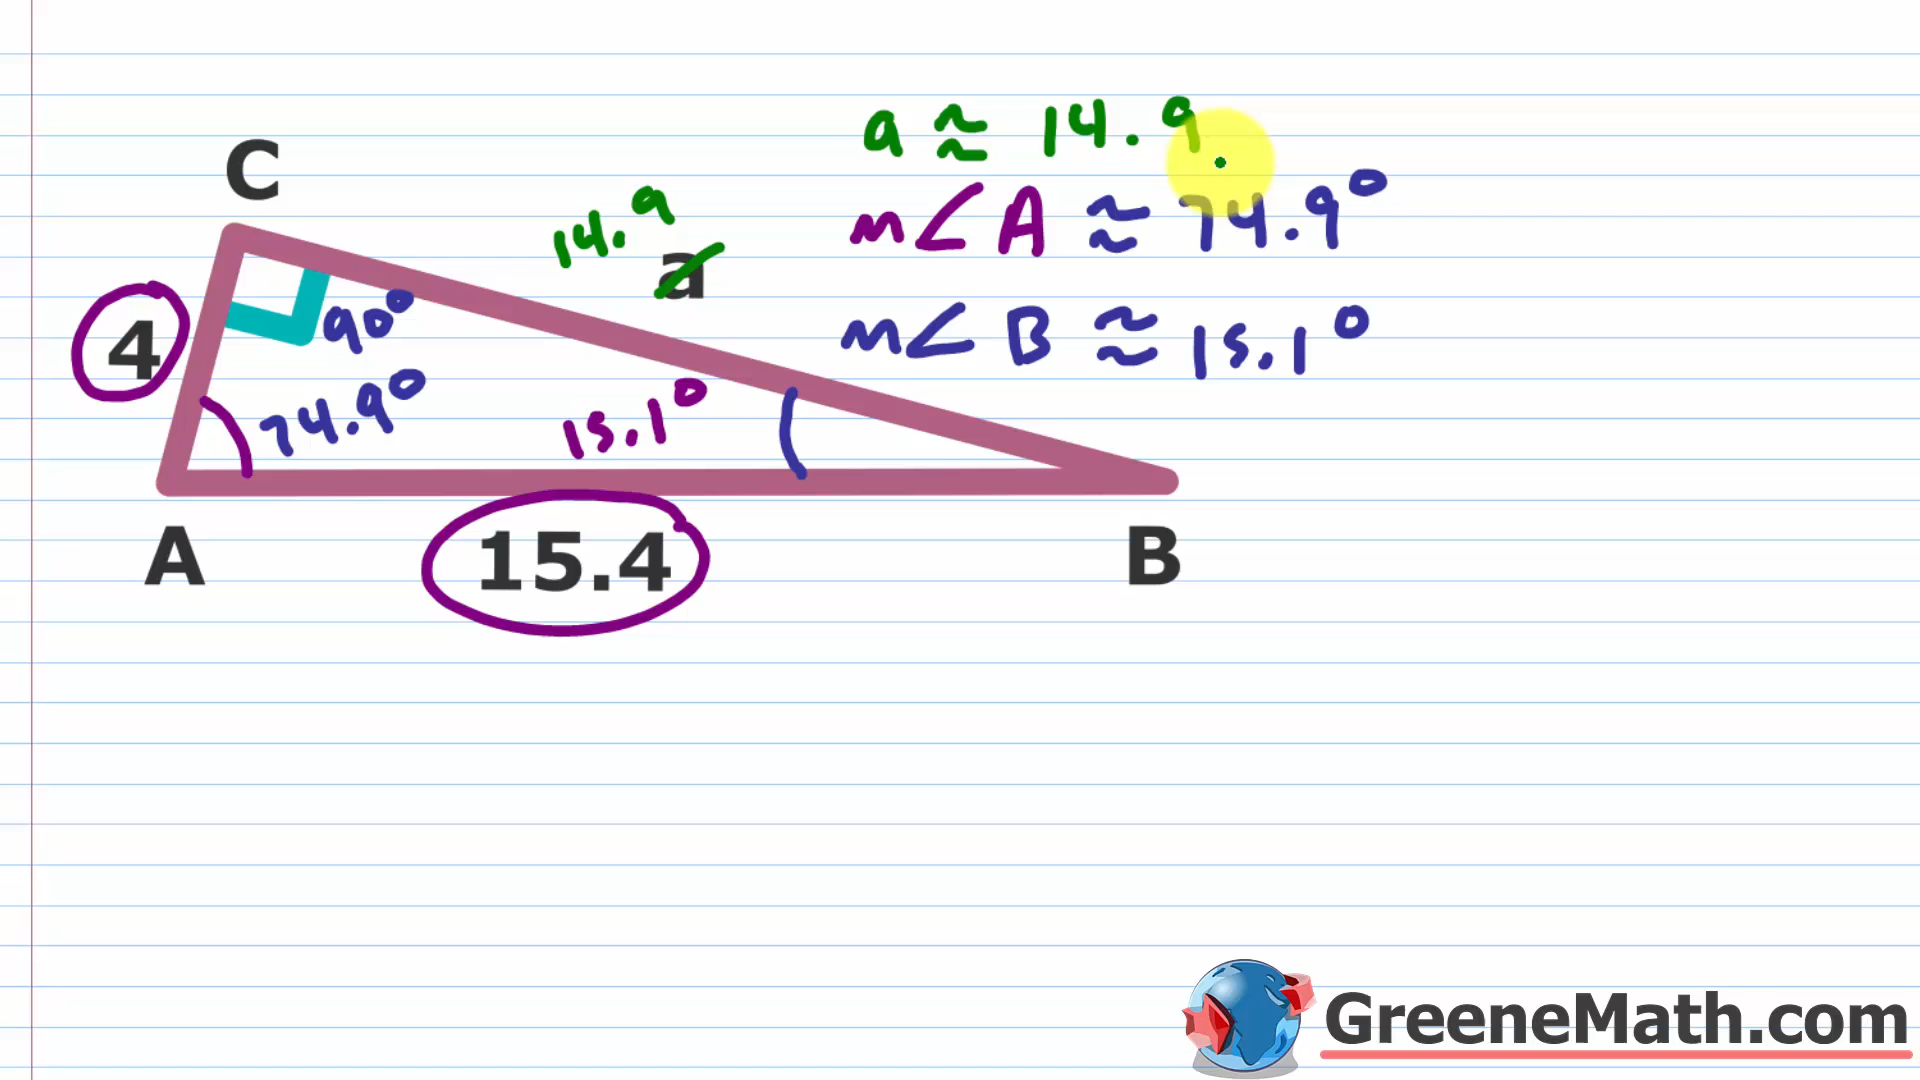 a ≈ 14.9
C
14.9
m∠A ≈ 74.9°
a
4
90°
m∠B ≈ 15.1°
74.9°
15.1°
A
15.4
B
GreeneMath.com